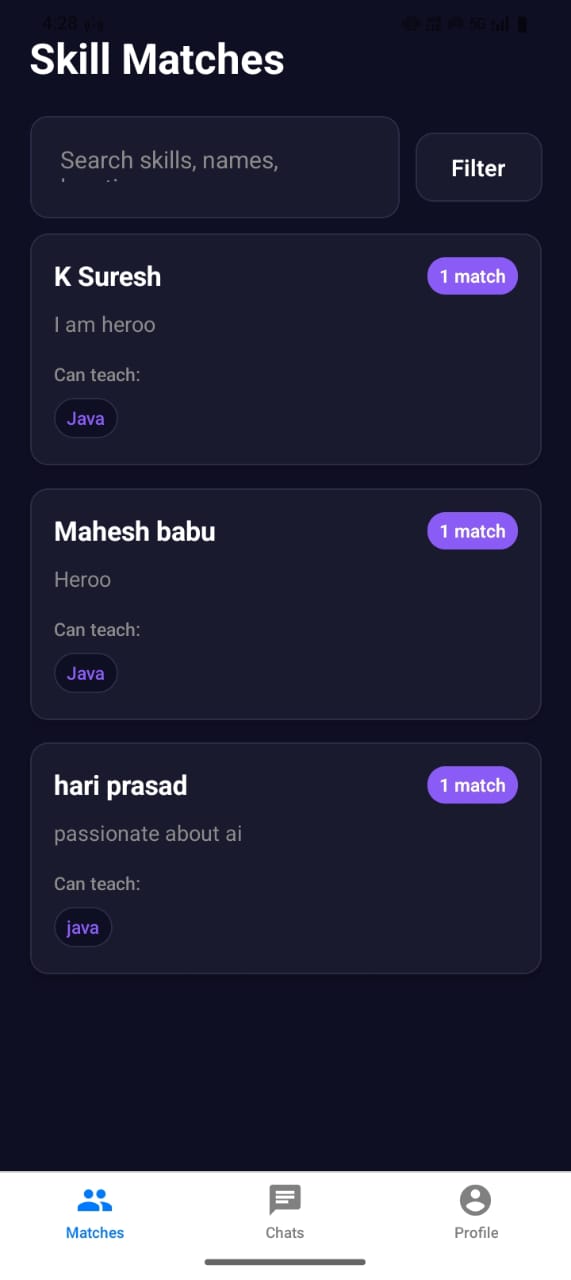 4:28
5G
Skill Matches
Search skills, names,
Filter
K Suresh
1 match
I am heroo
Can teach:
Java
Mahesh babu
1 match
Heroo
Can teach:
Java
hari prasad
1 match
passionate about ai
Can teach:
java
Matches
Chats
Profile